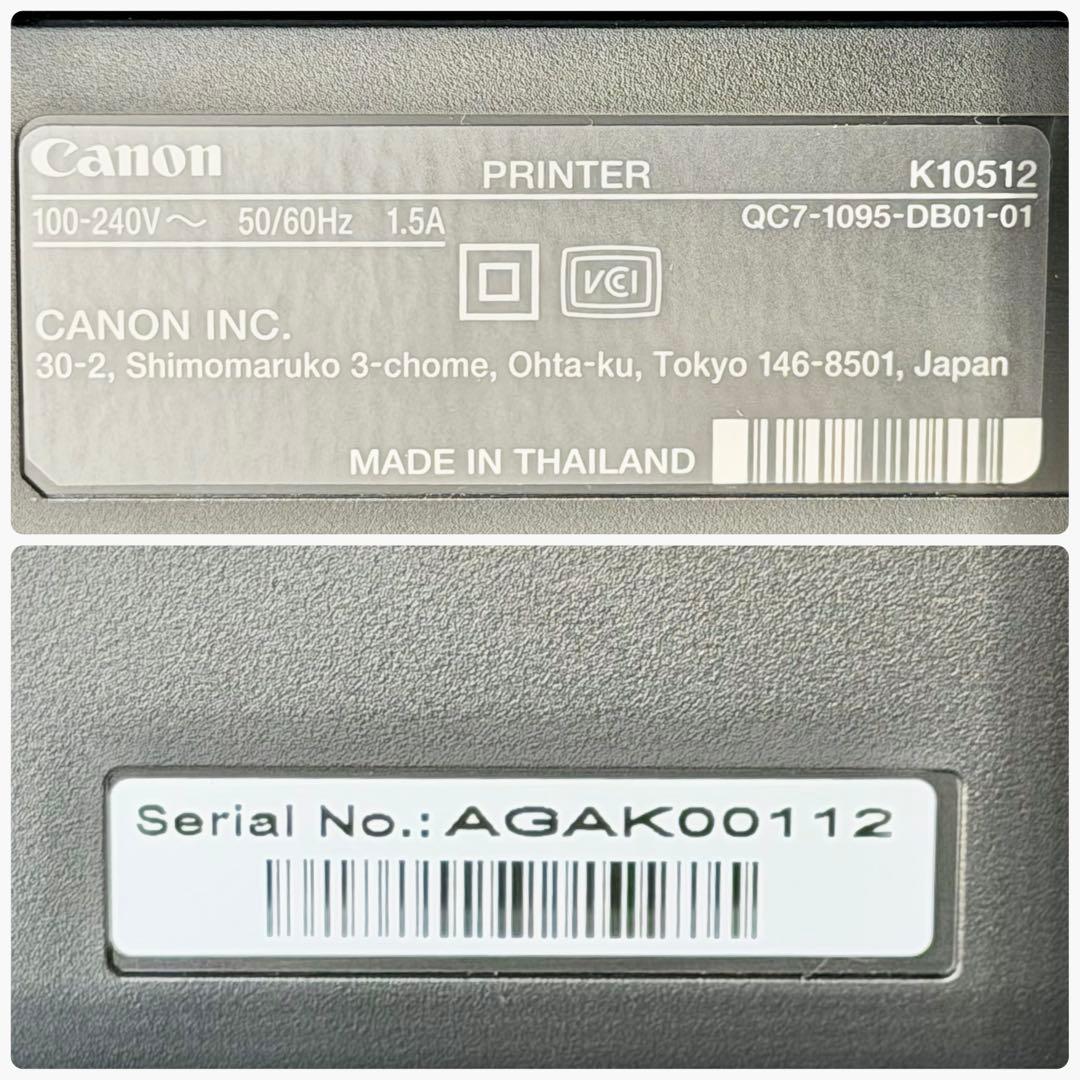 Canon PRINTER K10512
100-240V～ 50/60Hz 1.5A QC7-1095-DB01-01
VCI
CANON INC.
30-2, Shimomaruko 3-chome, Ohta-ku, Tokyo 146-8501, Japan
MADE IN THAILAND
Serial No.: AGAK00112